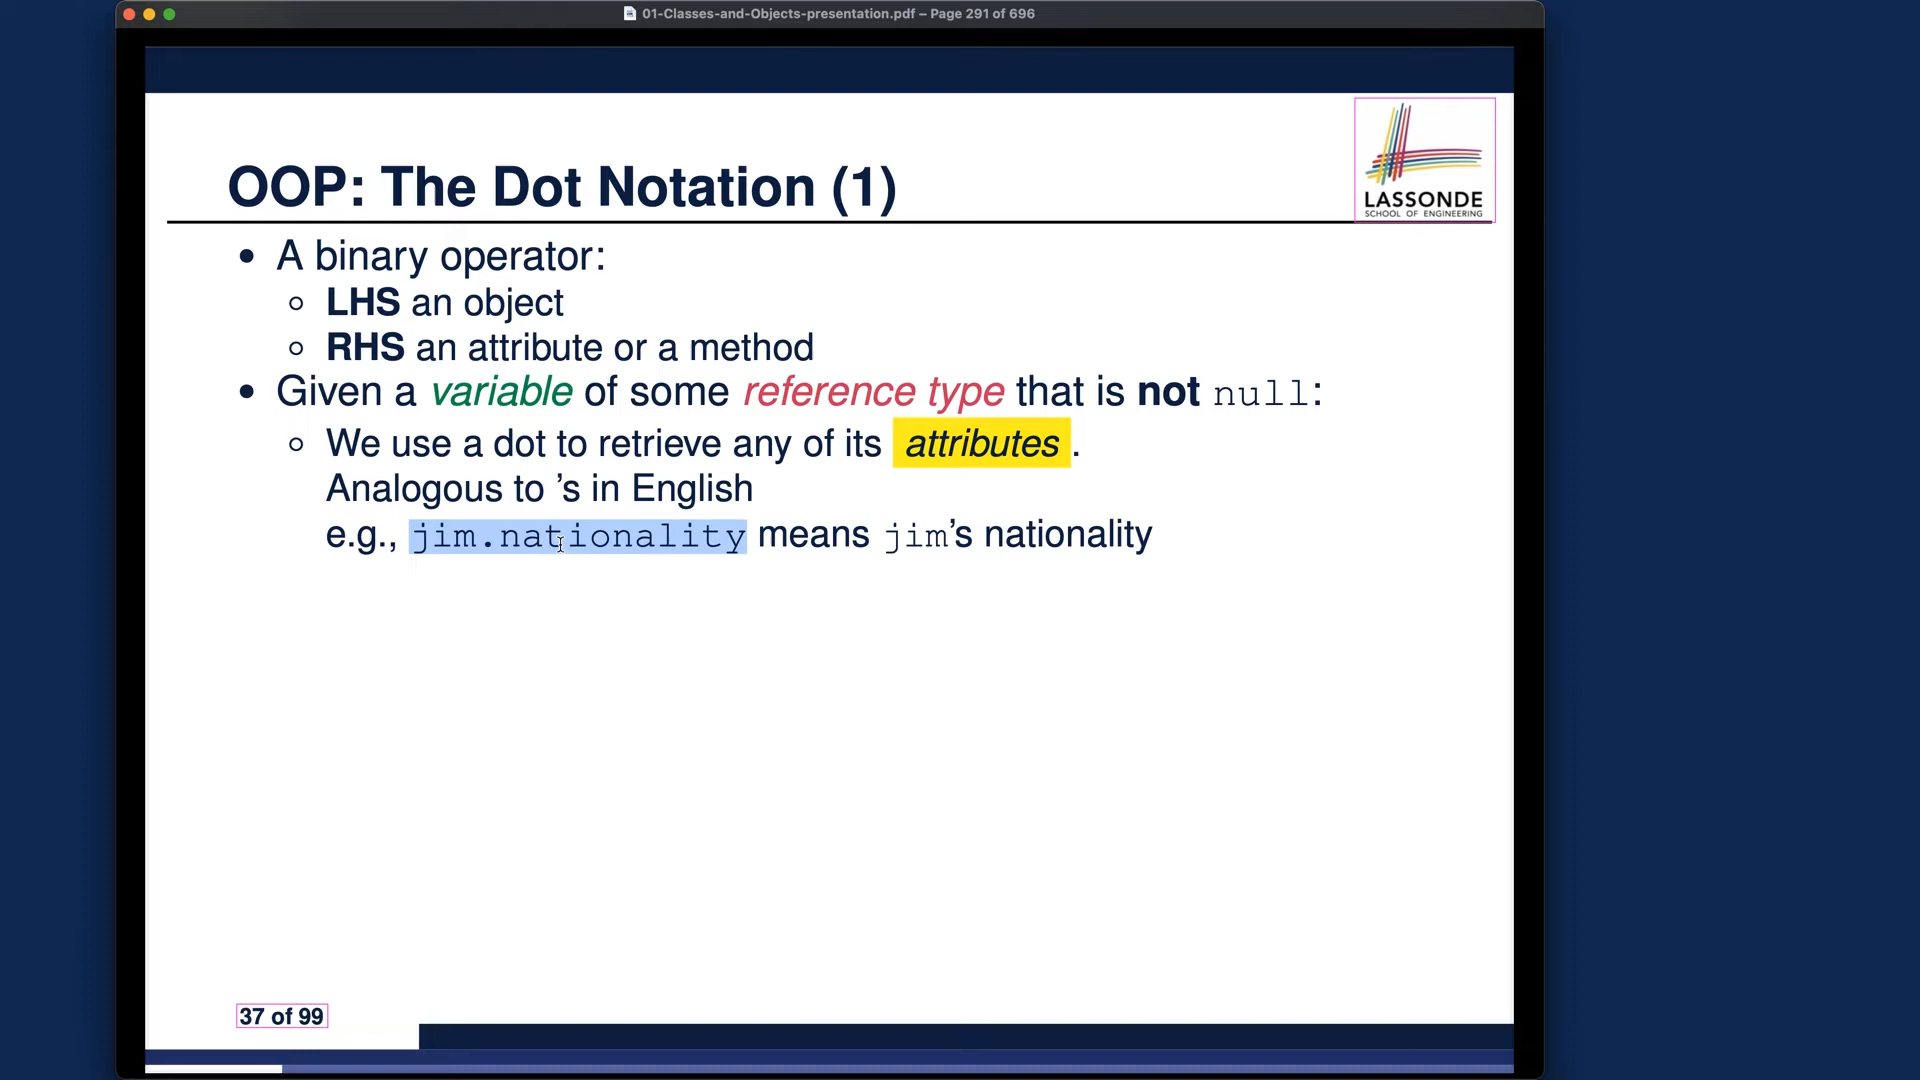 01-Classes-and-Objects-presentation.pdf – Page 291 of 696
LASSONDE
SCHOOL OF ENGINEERING
OOP: The Dot Notation (1)
• A binary operator:
◦ LHS an object
◦ RHS an attribute or a method
• Given a variable of some reference type that is not null:
◦ We use a dot to retrieve any of its attributes.
Analogous to ’s in English
e.g., jim.nationality means jim’s nationality
37 of 99